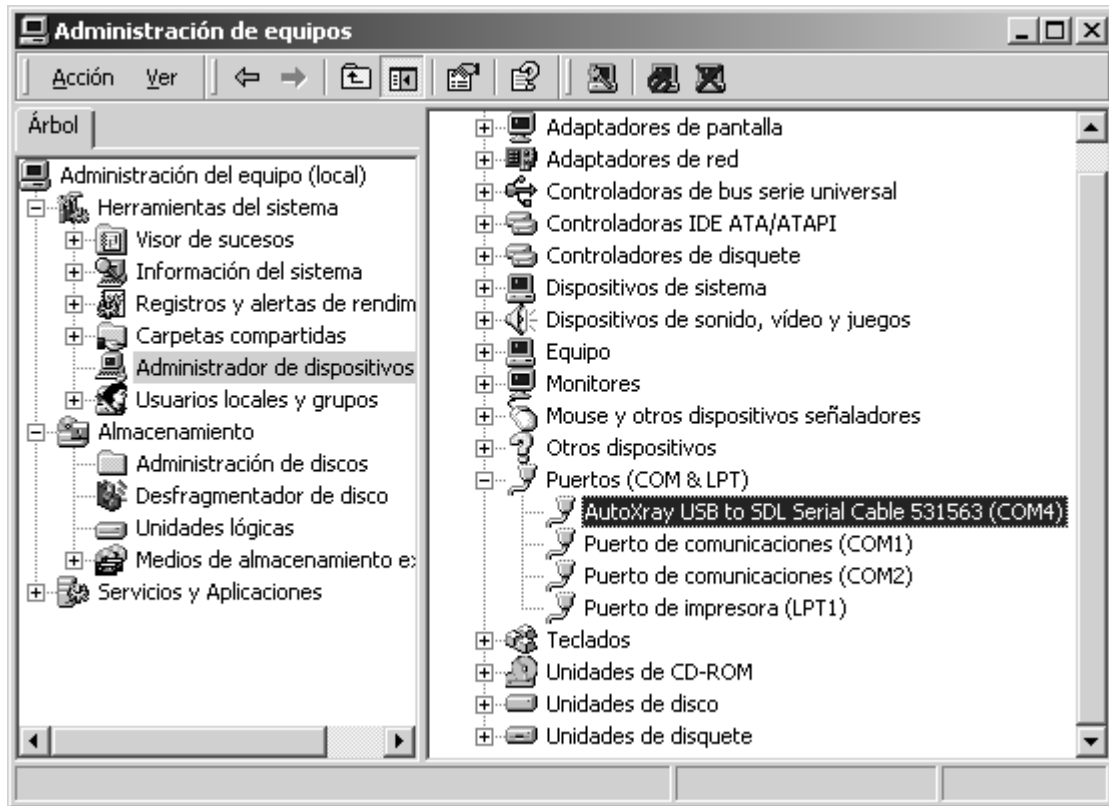 Administración de equipos
Acción Ver
Árbol
Administración del equipo (local)
Herramientas del sistema
Visor de sucesos
Información del sistema
Registros y alertas de rendim
Carpetas compartidas
Administrador de dispositivos
Usuarios locales y grupos
Almacenamiento
Administración de discos
Desfragmentador de disco
Unidades lógicas
Medios de almacenamiento e
Servicios y Aplicaciones
Adaptadores de pantalla
Adaptadores de red
Controladoras de bus serie universal
Controladoras IDE ATA/ATAPI
Controladores de disquete
Dispositivos de sistema
Dispositivos de sonido, vídeo y juegos
Equipo
Monitores
Mouse y otros dispositivos señaladores
Otros dispositivos
Puertos (COM & LPT)
AutoXray USB to SDL Serial Cable 531563 (COM4)
Puerto de comunicaciones (COM1)
Puerto de comunicaciones (COM2)
Puerto de impresora (LPT1)
Teclados
Unidades de CD-ROM
Unidades de disco
Unidades de disquete